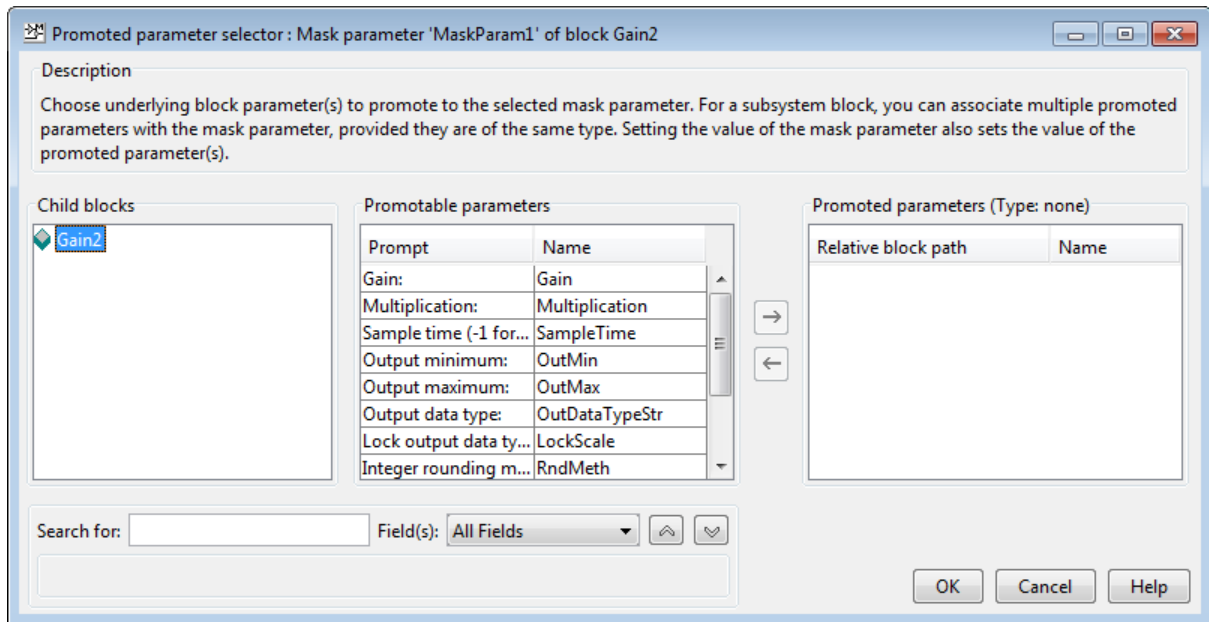 Promoted parameter selector : Mask parameter 'MaskParam1' of block Gain2
Description
Choose underlying block parameter(s) to promote to the selected mask parameter. For a subsystem block, you can associate multiple promoted
parameters with the mask parameter, provided they are of the same type. Setting the value of the mask parameter also sets the value of the
promoted parameter(s).
Child blocks
Gain2
Promotable parameters
Prompt Name
Gain: Gain
Multiplication: Multiplication
Sample time (-1 for... SampleTime
Output minimum: OutMin
Output maximum: OutMax
Output data type: OutDataTypeStr
Lock output data ty... LockScale
Integer rounding m... RndMeth
Promoted parameters (Type: none)
Relative block path Name
Search for: Field(s): All Fields
OK Cancel Help